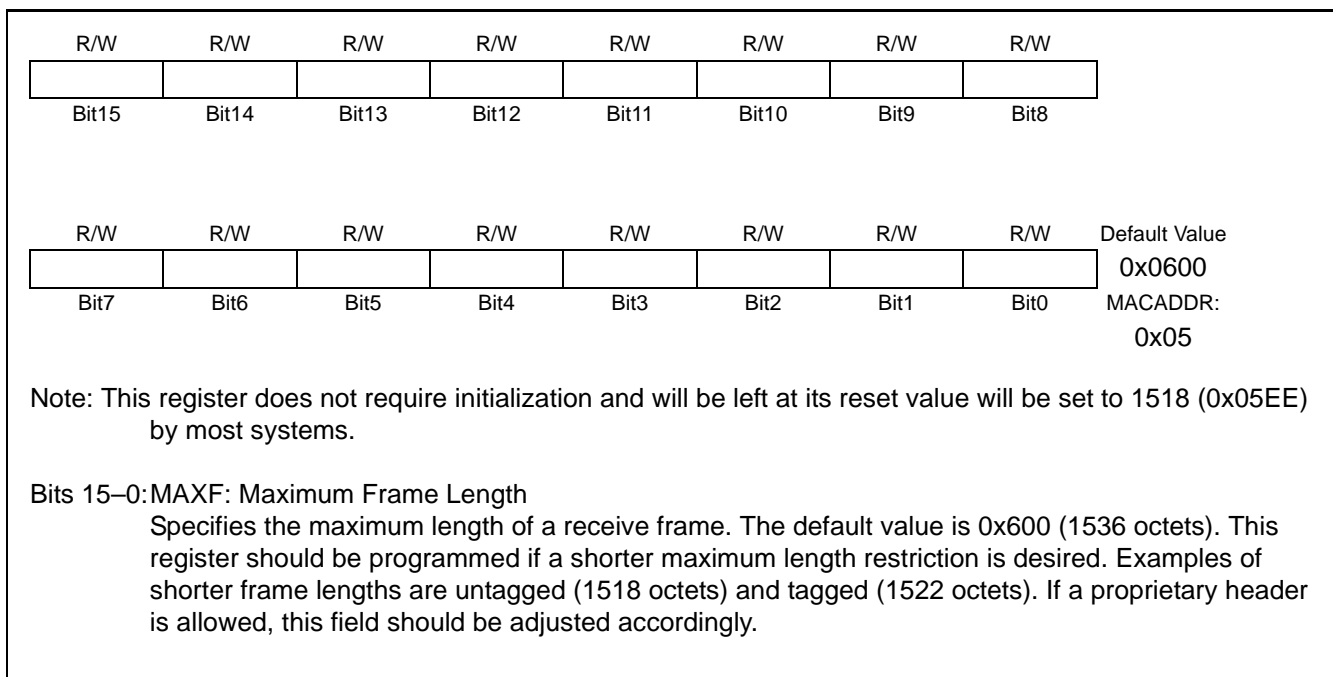 R/W R/W R/W R/W R/W R/W R/W R/W
Bit15 Bit14 Bit13 Bit12 Bit11 Bit10 Bit9 Bit8
R/W R/W R/W R/W R/W R/W R/W R/W Default Value
0x0600
Bit7 Bit6 Bit5 Bit4 Bit3 Bit2 Bit1 Bit0 MACADDR:
0x05
Note: This register does not require initialization and will be left at its reset value will be set to 1518 (0x05EE)
by most systems.
Bits 15–0: MAXF: Maximum Frame Length
Specifies the maximum length of a receive frame. The default value is 0x600 (1536 octets). This
register should be programmed if a shorter maximum length restriction is desired. Examples of
shorter frame lengths are untagged (1518 octets) and tagged (1522 octets). If a proprietary header
is allowed, this field should be adjusted accordingly.